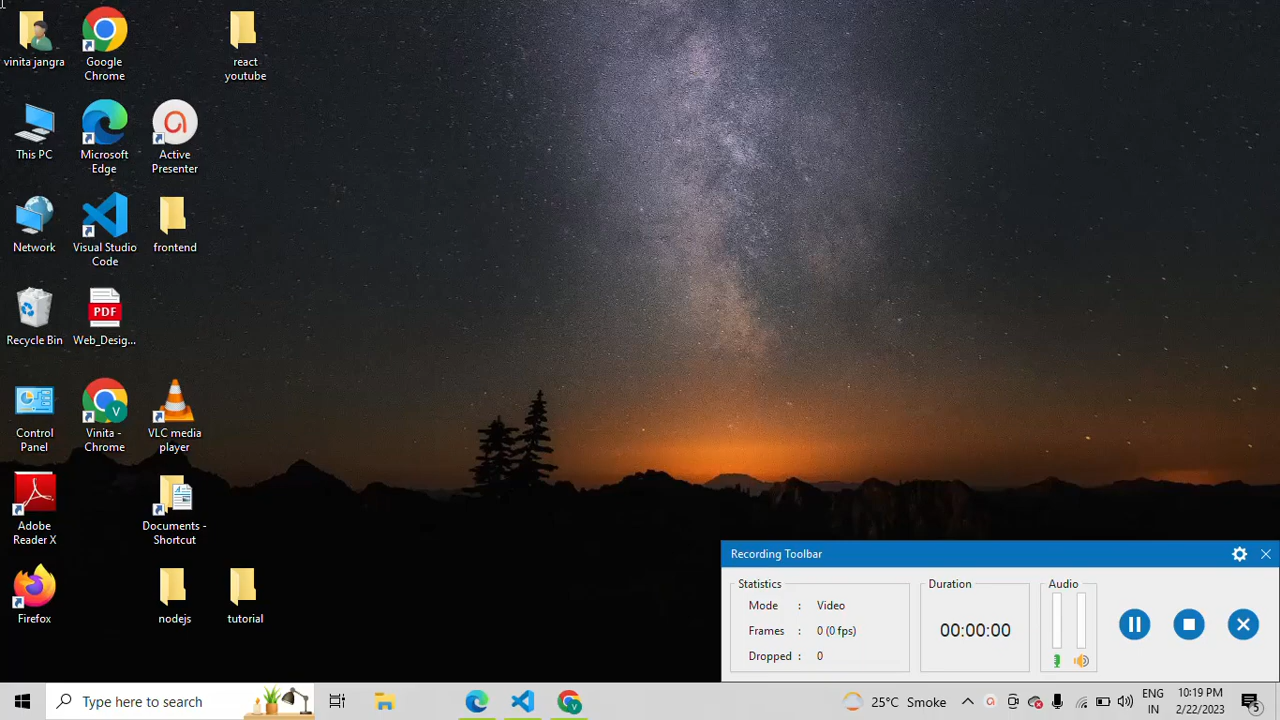 vinita jangra
Google
Chrome
react
youtube
This PC
Microsoft
Edge
Active
Presenter
Network
Visual Studio
Code
frontend
Recycle Bin
PDF
Web_Desig...
Control
Panel
V
Vinita -
Chrome
VLC media
player
Adobe
Reader X
Documents -
Shortcut
Firefox
nodejs
tutorial
Recording Toolbar
Statistics
Mode : Video
Frames : 0 (0 fps)
Dropped : 0
Duration
00:00:00
Audio
Type here to search
25°C Smoke
ENG
IN
10:19 PM
2/22/2023
5